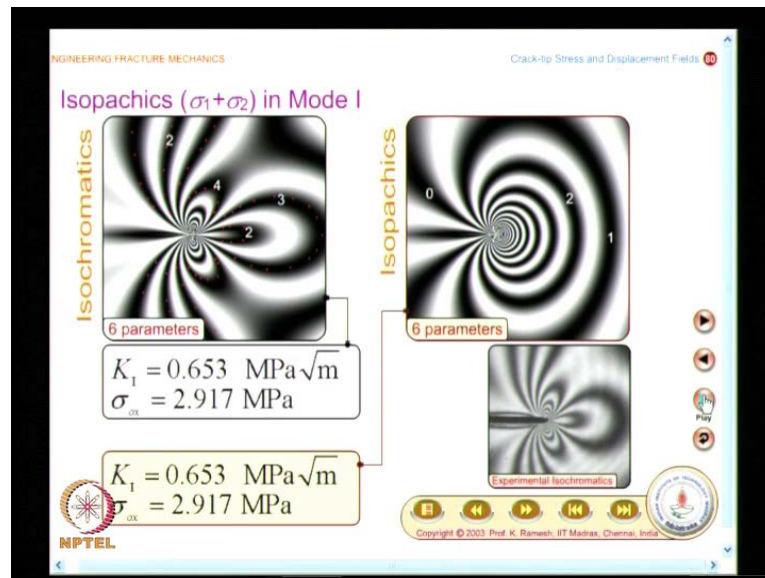 NGINEERING FRACTURE MECHANICS
Crack-tip Stress and Displacement Fields 80
Isopachics (σ1+σ2) in Mode I
Isochromatics
2
4
3
2
6 parameters
Isopachics
0
2
1
6 parameters
K_I = 0.653 MPa√m
σ_ox = 2.917 MPa
K_I = 0.653 MPa√m
σ_ox = 2.917 MPa
Experimental Isochromatics
Play
NPTEL
Copyright © 2003 Prof. K. Ramesh, IIT Madras, Chennai, India